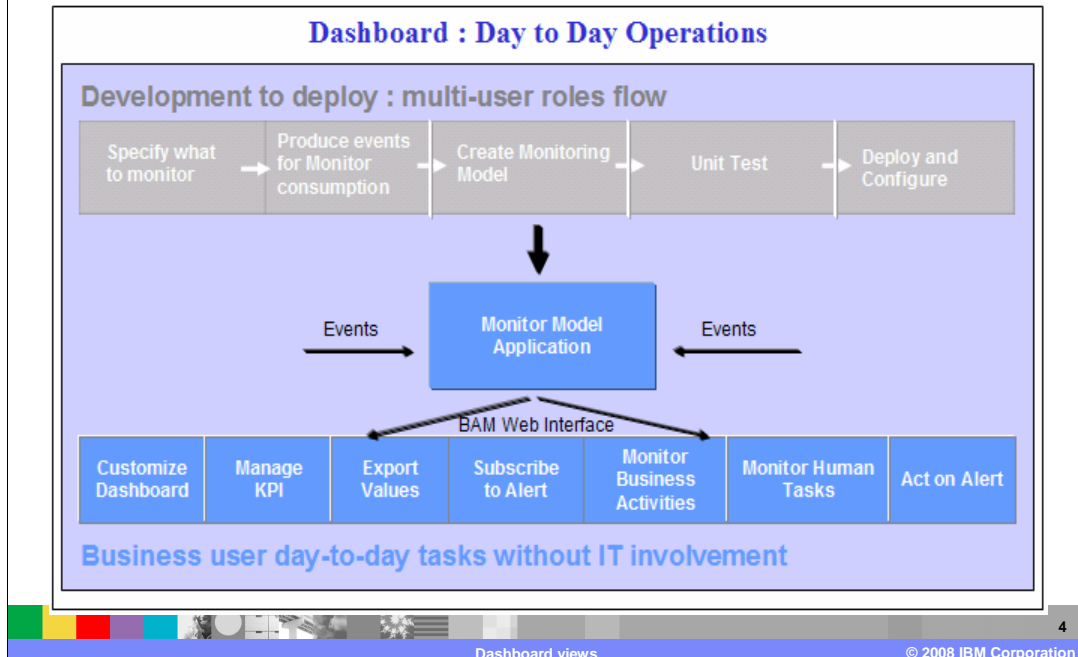 Dashboard : Day to Day Operations
Development to deploy : multi-user roles flow
Specify what
to monitor
Produce events
for Monitor
consumption
Create Monitoring
Model
Unit Test
Deploy and
Configure
Events
Monitor Model
Application
Events
BAM Web Interface
Customize
Dashboard
Manage
KPI
Export
Values
Subscribe
to Alert
Monitor
Business
Activities
Monitor Human
Tasks
Act on Alert
Business user day-to-day tasks without IT involvement
4
Dashboard views
© 2008 IBM Corporation